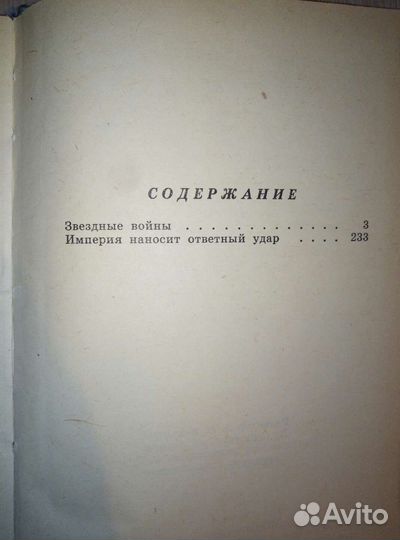 СОДЕРЖАНИЕ
Звездные войны . . . . . . . . . . . . . 3
Империя наносит ответный удар . . . . 233
Avito